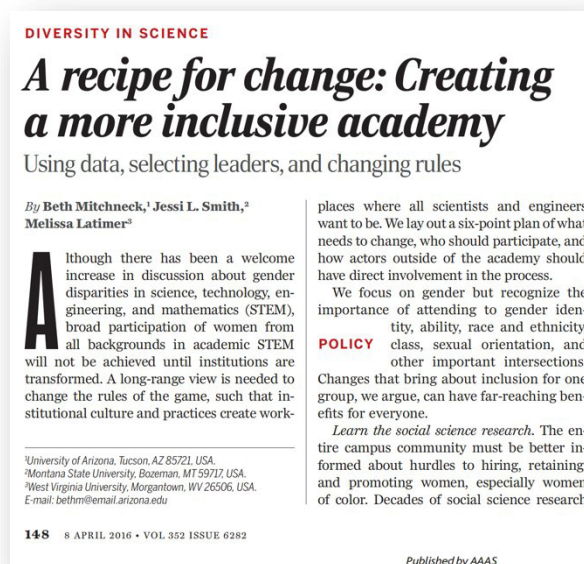 DIVERSITY IN SCIENCE
A recipe for change: Creating
a more inclusive academy
Using data, selecting leaders, and changing rules
By Beth Mitchneck,¹ Jessi L. Smith,²
Melissa Latimer³
Although there has been a welcome
increase in discussion about gender
disparities in science, technology, en-
gineering, and mathematics (STEM),
broad participation of women from
all backgrounds in academic STEM
will not be achieved until institutions are
transformed. A long-range view is needed to
change the rules of the game, such that in-
stitutional culture and practices create work-
¹University of Arizona, Tucson, AZ 85721, USA.
²Montana State University, Bozeman, MT 59717, USA.
³West Virginia University, Morgantown, WV 26506, USA.
E-mail: bethm@email.arizona.edu
places where all scientists and engineers
want to be. We lay out a six-point plan of what
needs to change, who should participate, and
how actors outside of the academy should
have direct involvement in the process.
We focus on gender but recognize the
importance of attending to gender iden-
tity, ability, race and ethnicity
POLICY
class, sexual orientation, and
other important intersections
Changes that bring about inclusion for one
group, we argue, can have far-reaching ben-
efits for everyone.
Learn the social science research. The en-
tire campus community must be better in-
formed about hurdles to hiring, retaining
and promoting women, especially women
of color. Decades of social science research
148 8 APRIL 2016 • VOL 352 ISSUE 6282
Published by AAAS